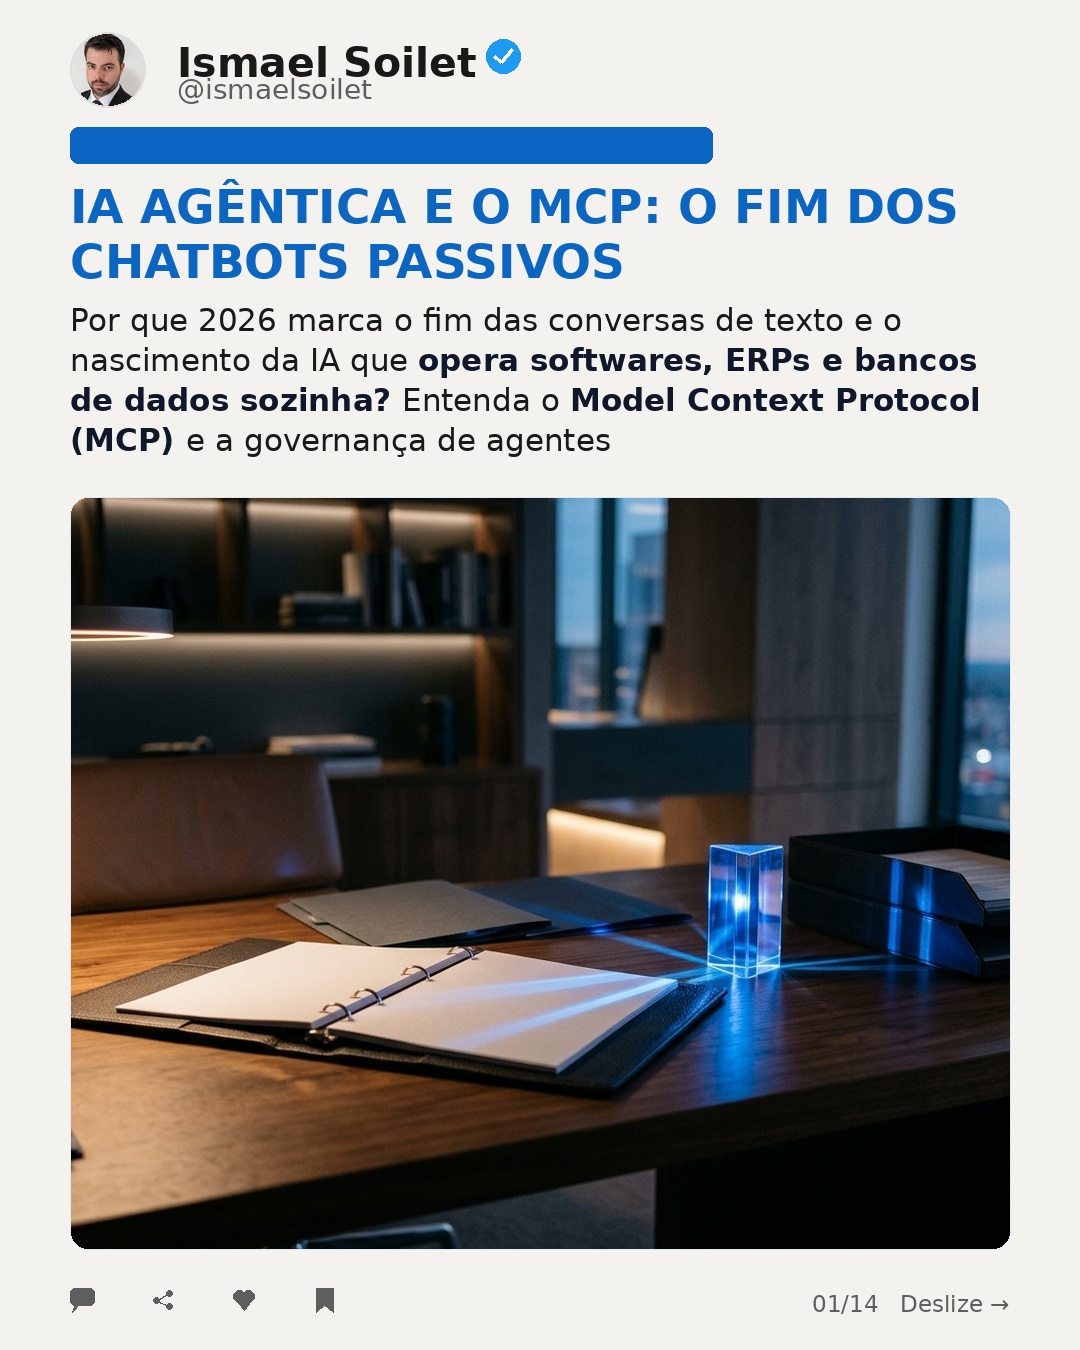 Ismael Soilet
@ismaelsoilet
IA AGÊNTICA E O MCP: O FIM DOS
CHATBOTS PASSIVOS
Por que 2026 marca o fim das conversas de texto e o
nascimento da IA que opera softwares, ERPs e bancos
de dados sozinha? Entenda o Model Context Protocol
(MCP) e a governança de agentes
01/14 Deslize →